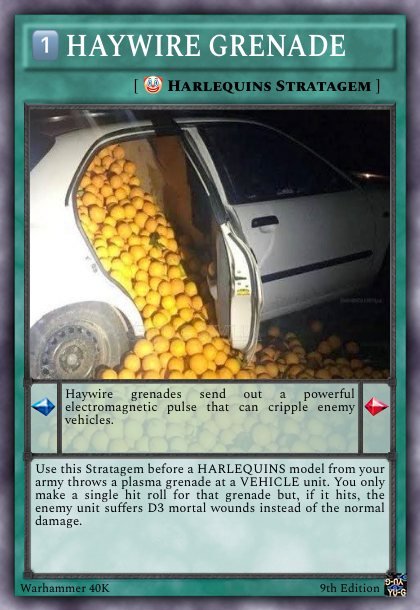 1 HAYWIRE GRENADE
[ 🤡 HARLEQUINS STRATAGEM ]
Haywire grenades send out a powerful
electromagnetic pulse that can cripple enemy
vehicles.
Use this Stratagem before a HARLEQUINS model from your
army throws a plasma grenade at a VEHICLE unit. You only
make a single hit roll for that grenade but, if it hits, the
enemy unit suffers D3 mortal wounds instead of the normal
damage.
Warhammer 40K 9th Edition